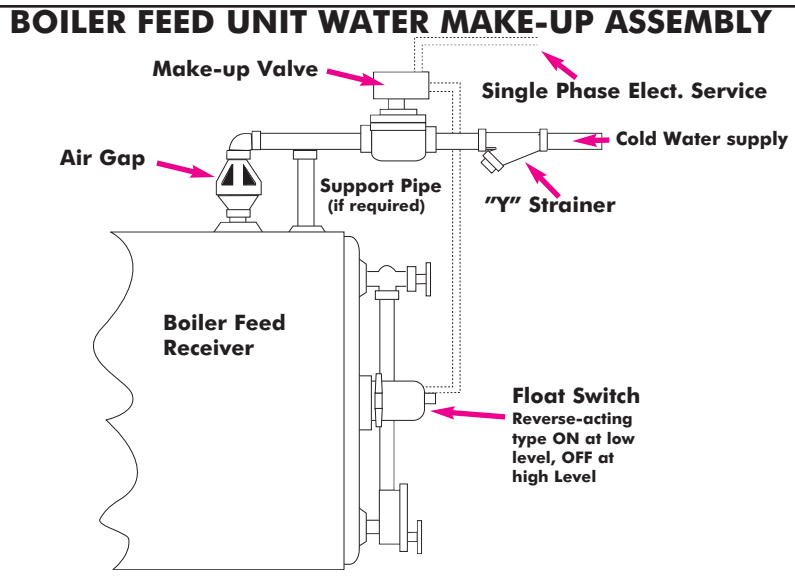 BOILER FEED UNIT WATER MAKE-UP ASSEMBLY
Make-up Valve
Single Phase Elect. Service
Cold Water supply
Air Gap
Support Pipe
(if required)
"Y" Strainer
Boiler Feed
Receiver
Float Switch
Reverse-acting
type ON at low
level, OFF at
high Level